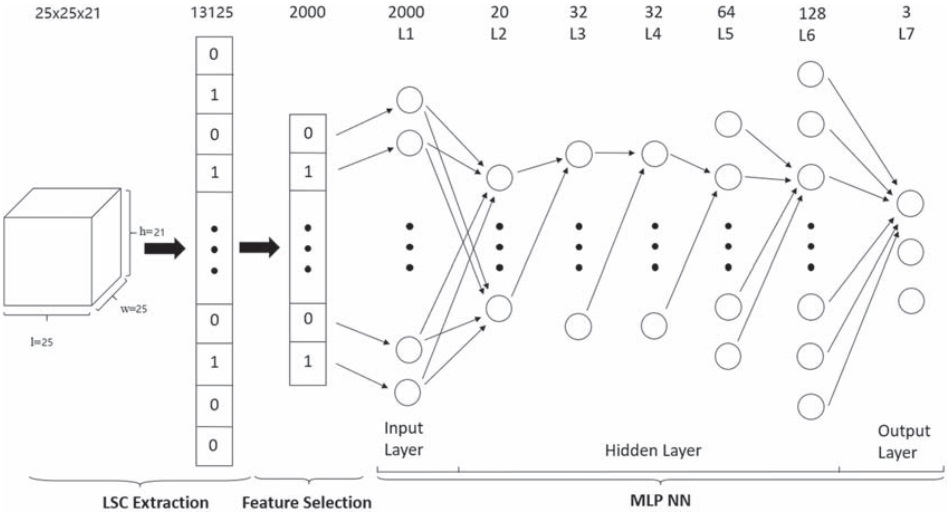 25x25x21 13125 2000 2000 20 32 32 64 128 3
L1 L2 L3 L4 L5 L6 L7
0
1
0 0
1 1
h=21
w=25
l=25
0 0
1 1
0
0
Input Layer
Hidden Layer
Output Layer
LSC Extraction Feature Selection MLP NN